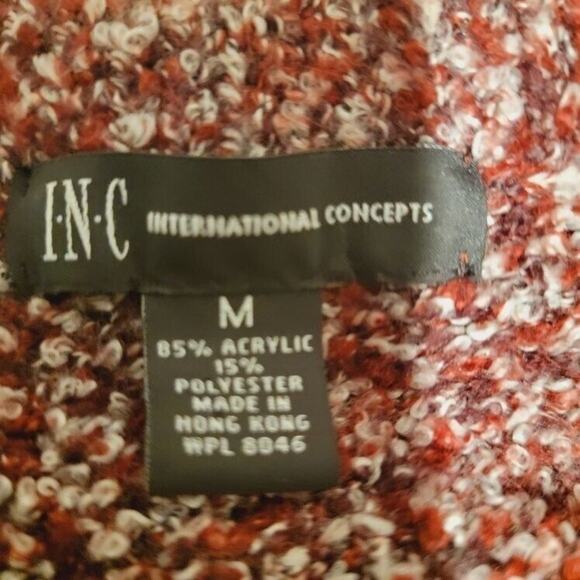 I·N·C INTERNATIONAL CONCEPTS
M
85% ACRYLIC
15%
POLYESTER
MADE IN
HONG KONG
WPL 8046